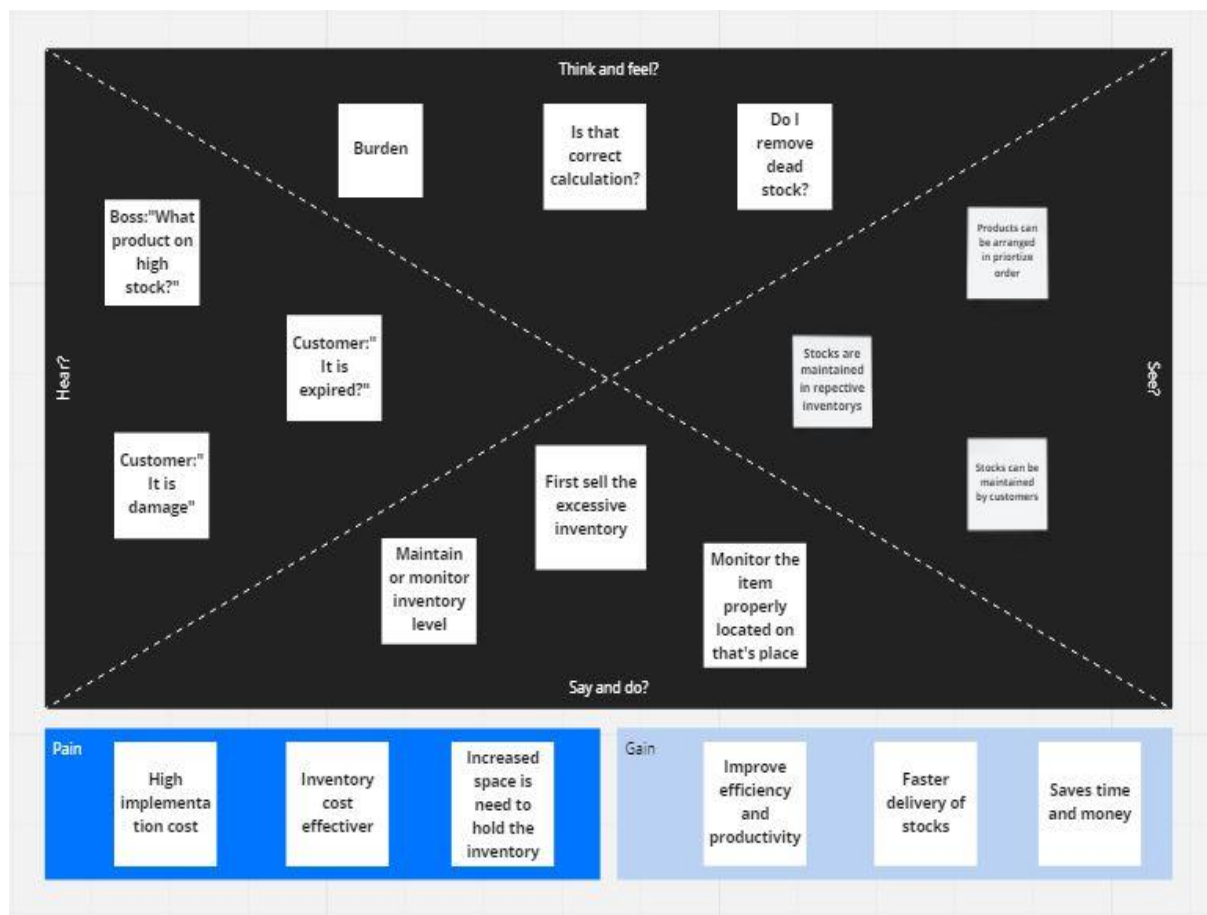 Think and feel?
Burden
Is that
correct
calculation?
Do I
remove
dead
stock?
Hear?
Boss:"What
product on
high
stock?"
Customer:"
It is
expired?"
Customer:"
It is
damage"
See?
Products can
be arranged
in priortize
order
Stocks are
maintained
in repective
inventorys
Stocks can be
maintained
by customers
First sell the
excessive
inventory
Maintain
or monitor
inventory
level
Monitor the
item
properly
located on
that's place
Say and do?
Pain
High
implementa
tion cost
Inventory
cost
effectiver
Increased
space is
need to
hold the
inventory
Gain
Improve
efficiency
and
productivity
Faster
delivery of
stocks
Saves time
and money